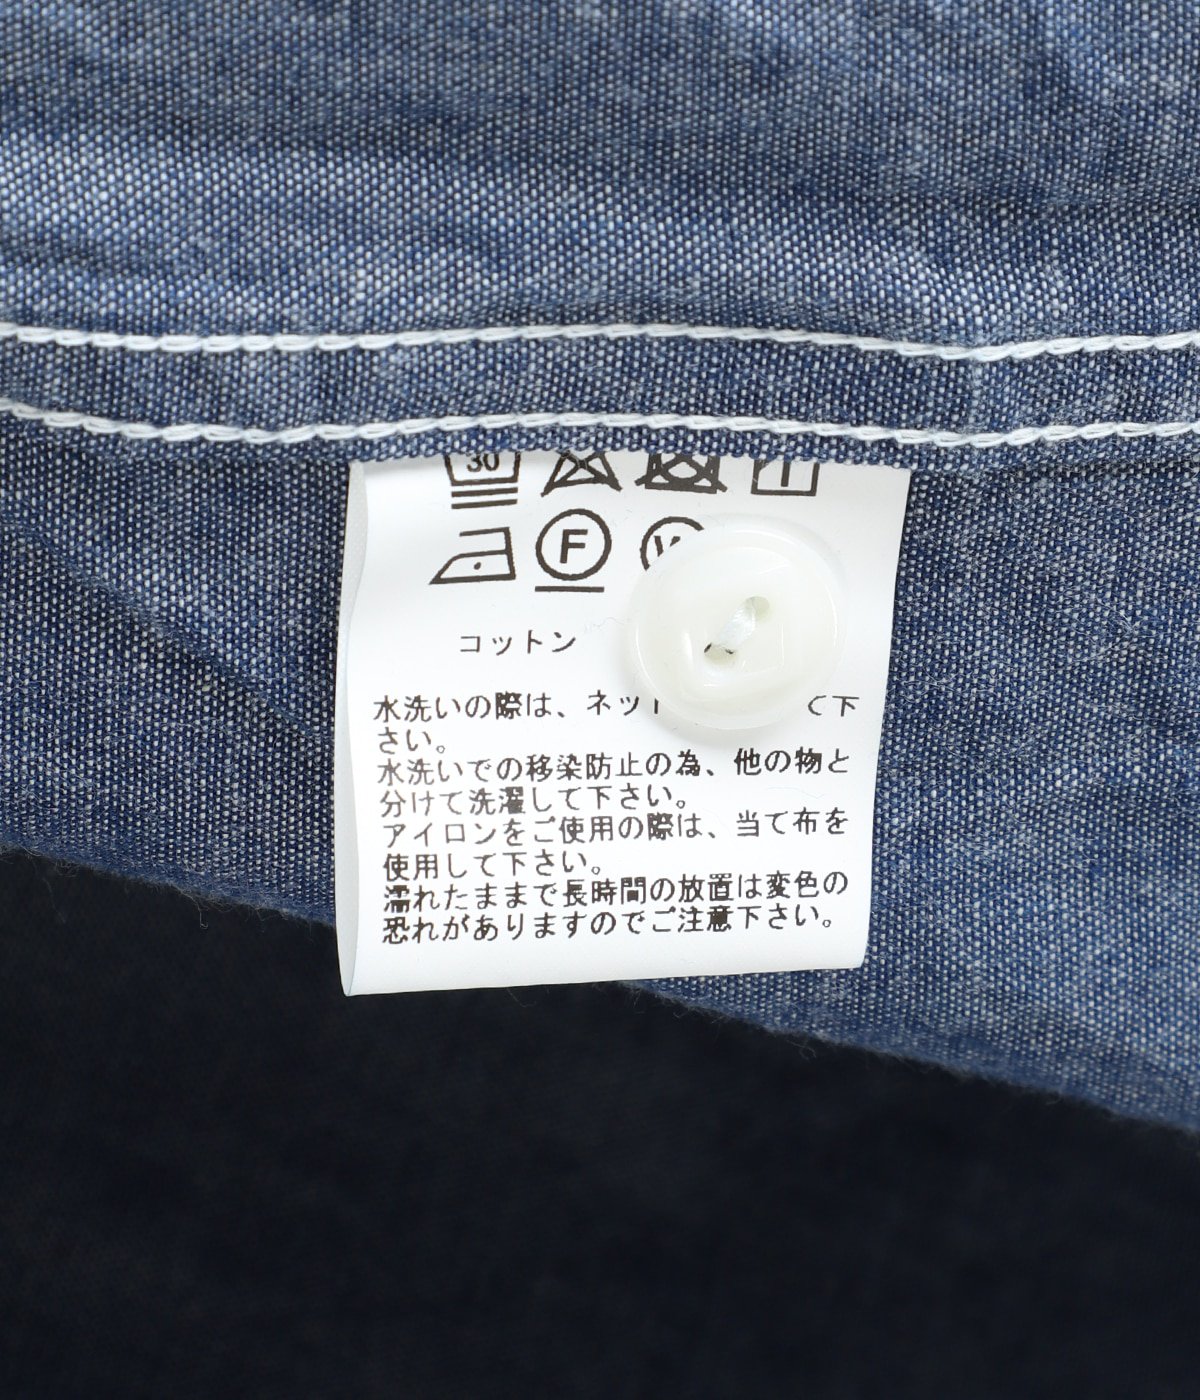 30
F
コットン
水洗いの際は、ネッ て下
さい。
水洗いでの移染防止の為、他の物と
分けて洗濯して下さい。
アイロンをご使用の際は、当て布を
使用して下さい。
濡れたままで長時間の放置は変色の
恐れがありますのでご注意下さい。